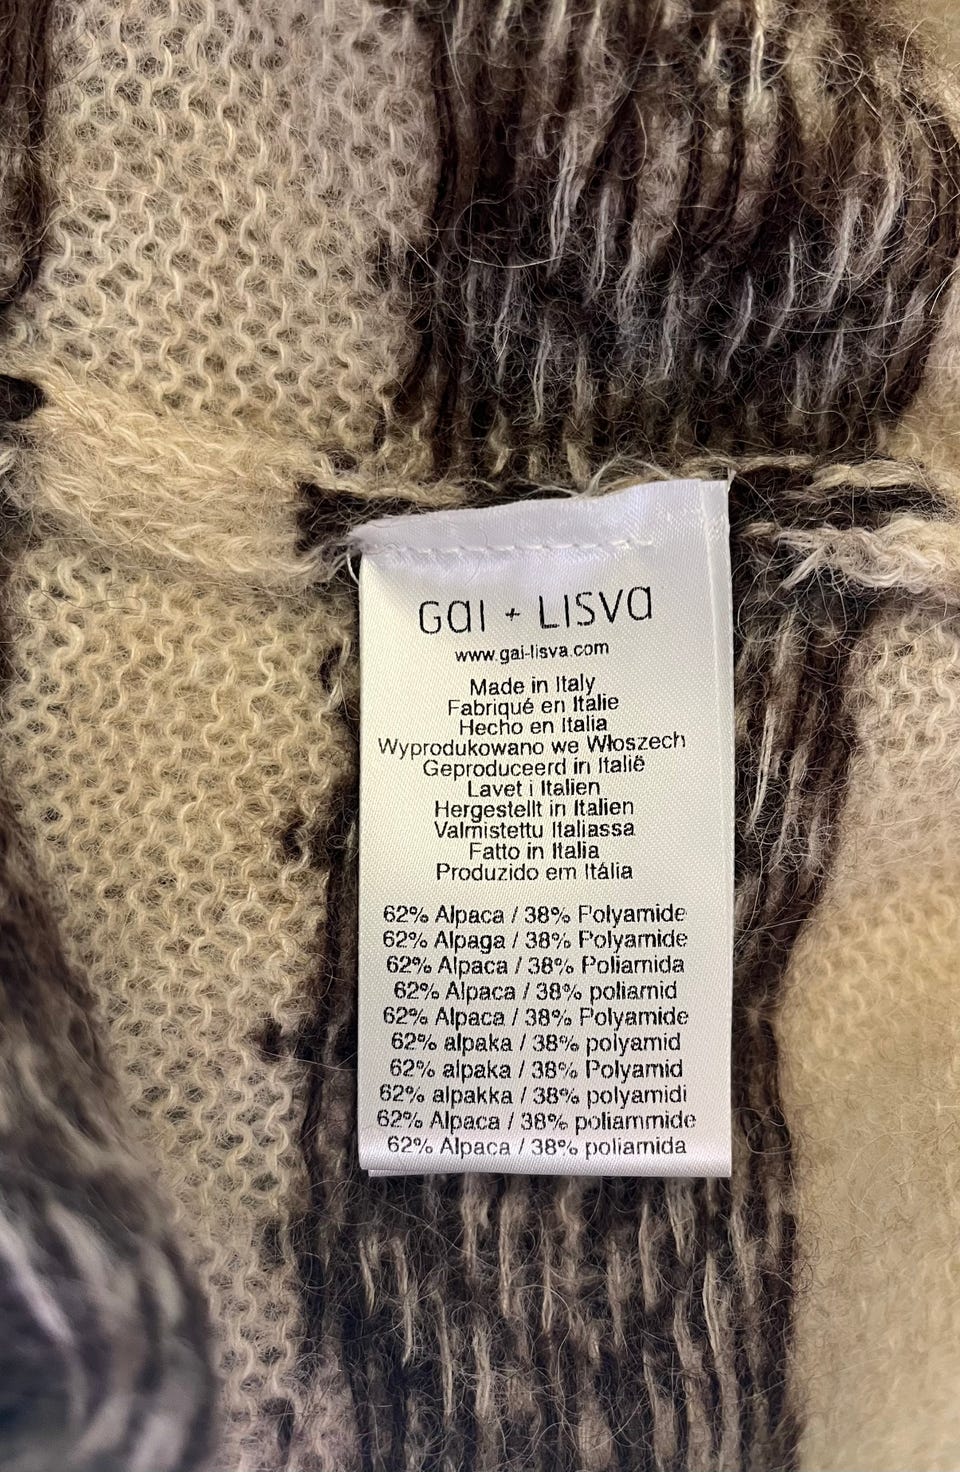 Gai + Lisva
www.gai-lisva.com
Made in Italy
Fabriqué en Italie
Hecho en Italia
Wyprodukowano we Włoszech
Geproduceerd in Italië
Lavet i Italien
Hergestellt in Italien
Valmistettu Italiassa
Fatto in Italia
Produzido em Itália
62% Alpaca / 38% Polyamide
62% Alpaga / 38% Polyamide
62% Alpaca / 38% Poliamida
62% Alpaca / 38% poliamid
62% Alpaca / 38% Polyamide
62% alpaka / 38% polyamid
62% alpaka / 38% Polyamid
62% alpakka / 38% polyamidi
62% Alpaca / 38% poliammide
62% Alpaca / 38% poliamida